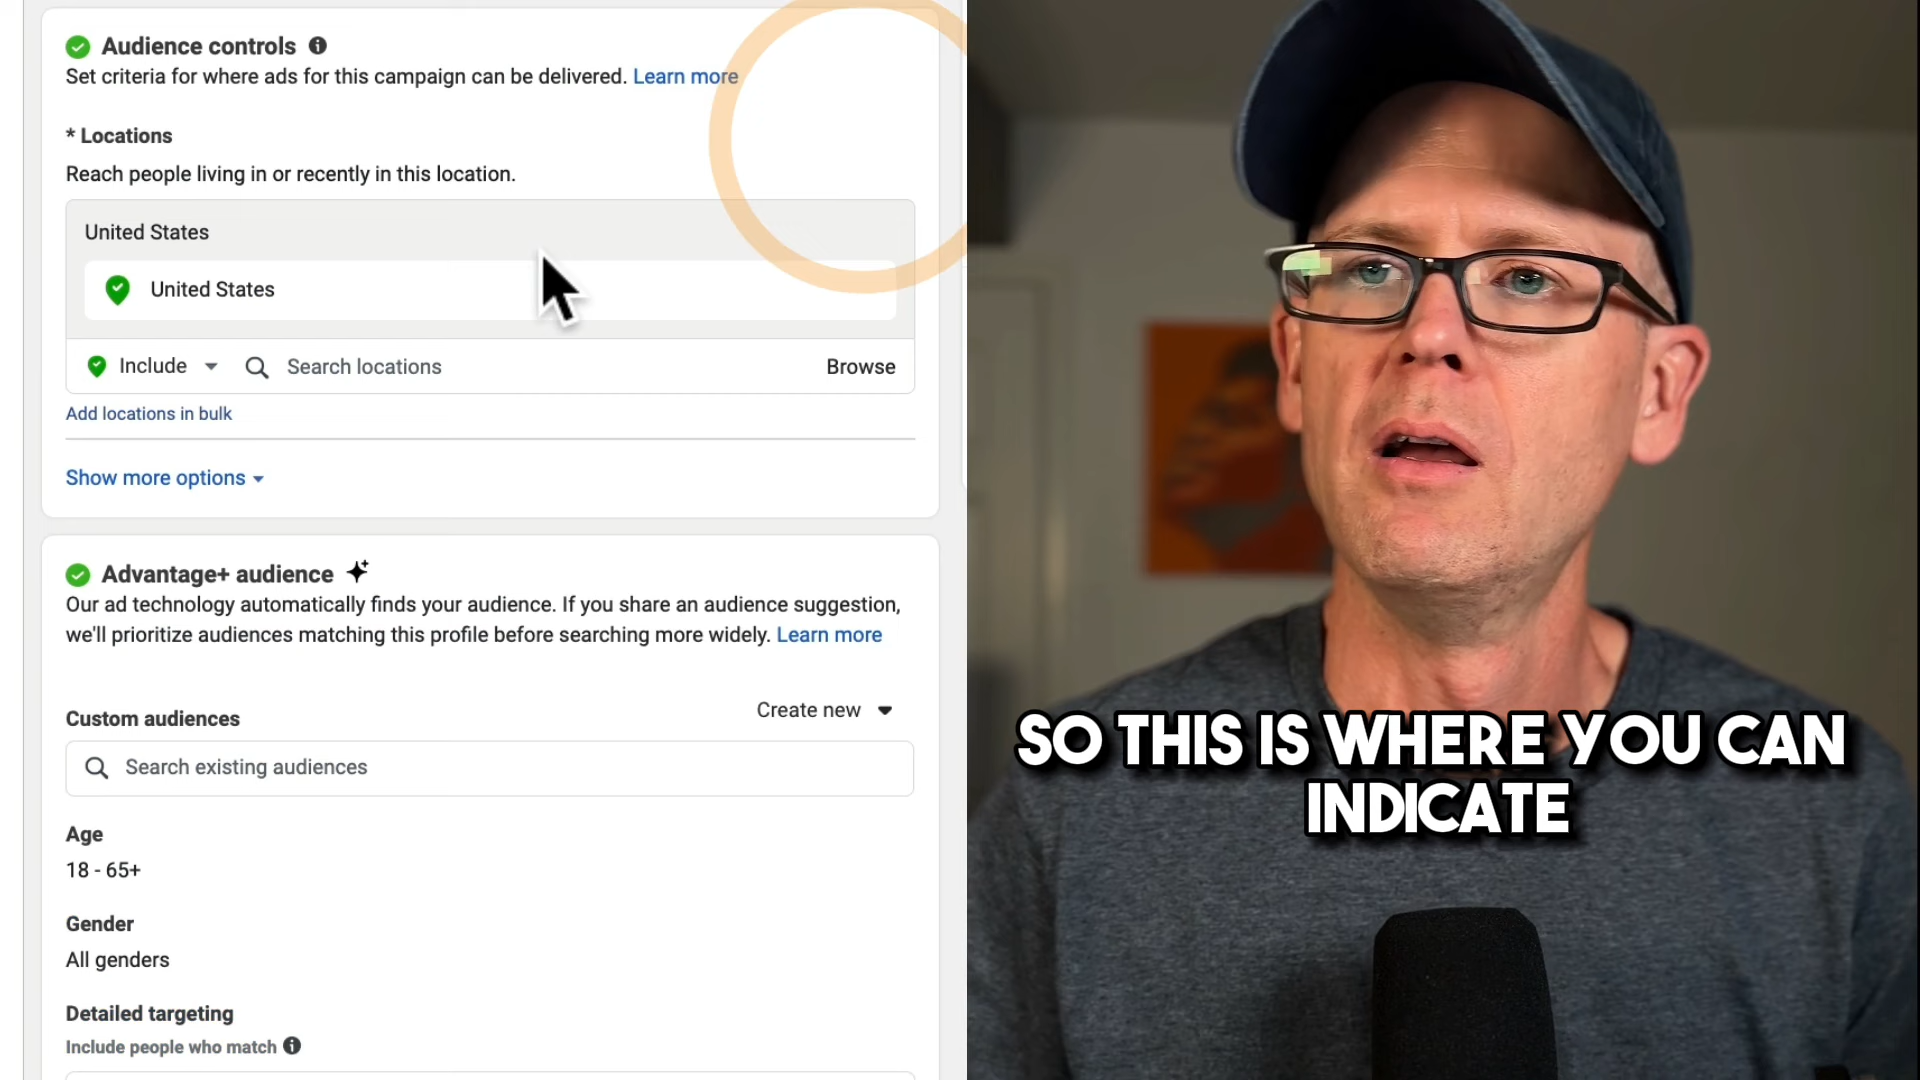 Audience controls
Set criteria for where ads for this campaign can be delivered. Learn more
* Locations
Reach people living in or recently in this location.
United States
United States
Include
Search locations
Browse
Add locations in bulk
Show more options
Advantage+ audience
Our ad technology automatically finds your audience. If you share an audience suggestion,
we'll prioritize audiences matching this profile before searching more widely. Learn more
Custom audiences
Create new
Search existing audiences
Age
18 - 65+
Gender
All genders
Detailed targeting
Include people who match
SO THIS IS WHERE YOU CAN
INDICATE